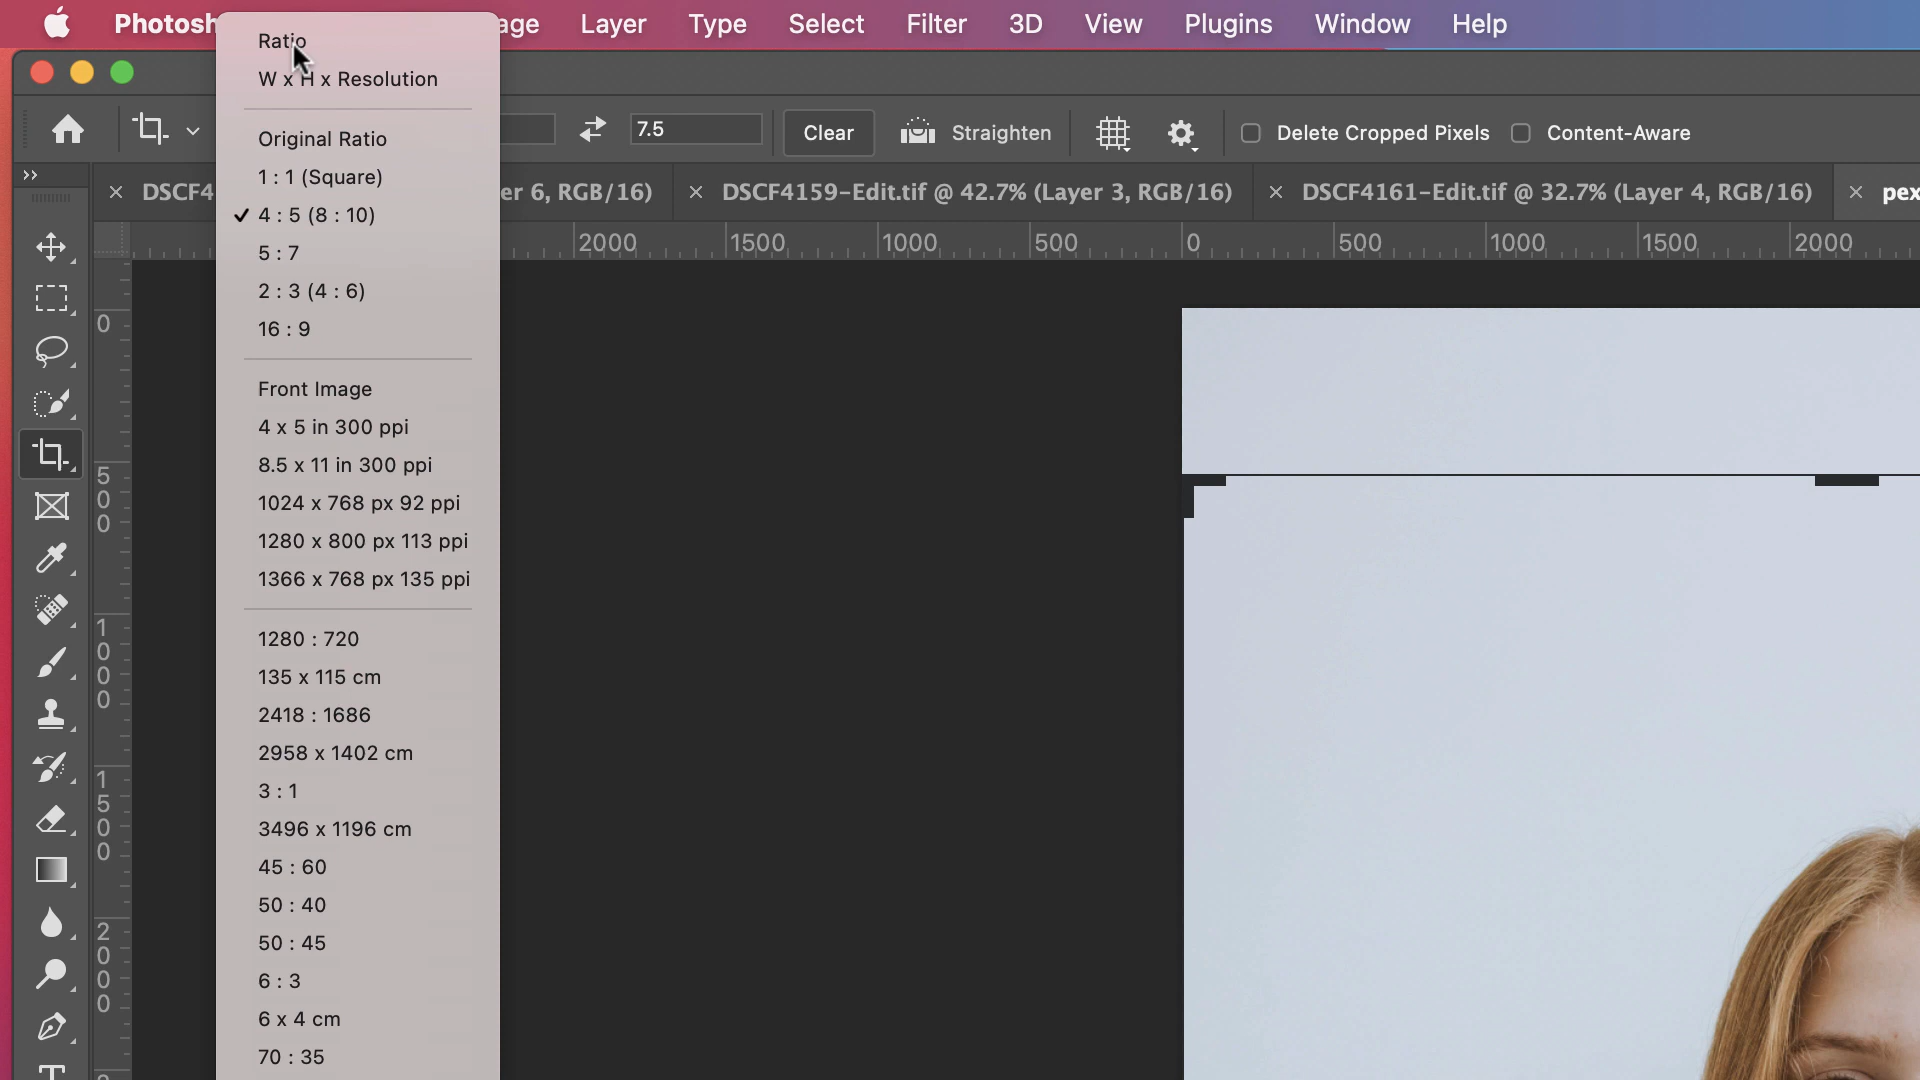 Photosh age Layer Type Select Filter 3D View Plugins Window Help
Ratio
W x H x Resolution
Original Ratio
1 : 1 (Square)
4 : 5 (8 : 10)
5 : 7
2 : 3 (4 : 6)
16 : 9
Front Image
4 x 5 in 300 ppi
8.5 x 11 in 300 ppi
1024 x 768 px 92 ppi
1280 x 800 px 113 ppi
1366 x 768 px 135 ppi
1280 : 720
135 x 115 cm
2418 : 1686
2958 x 1402 cm
3 : 1
3496 x 1196 cm
45 : 60
50 : 40
50 : 45
6 : 3
6 x 4 cm
70 : 35
7.5 Clear Straighten Delete Cropped Pixels Content-Aware
DSCF4 er 6, RGB/16) DSCF4159-Edit.tif @ 42.7% (Layer 3, RGB/16) DSCF4161-Edit.tif @ 32.7% (Layer 4, RGB/16) pex
2000 1500 1000 500 0 500 1000 1500 2000
0
500
1000
1500
2000